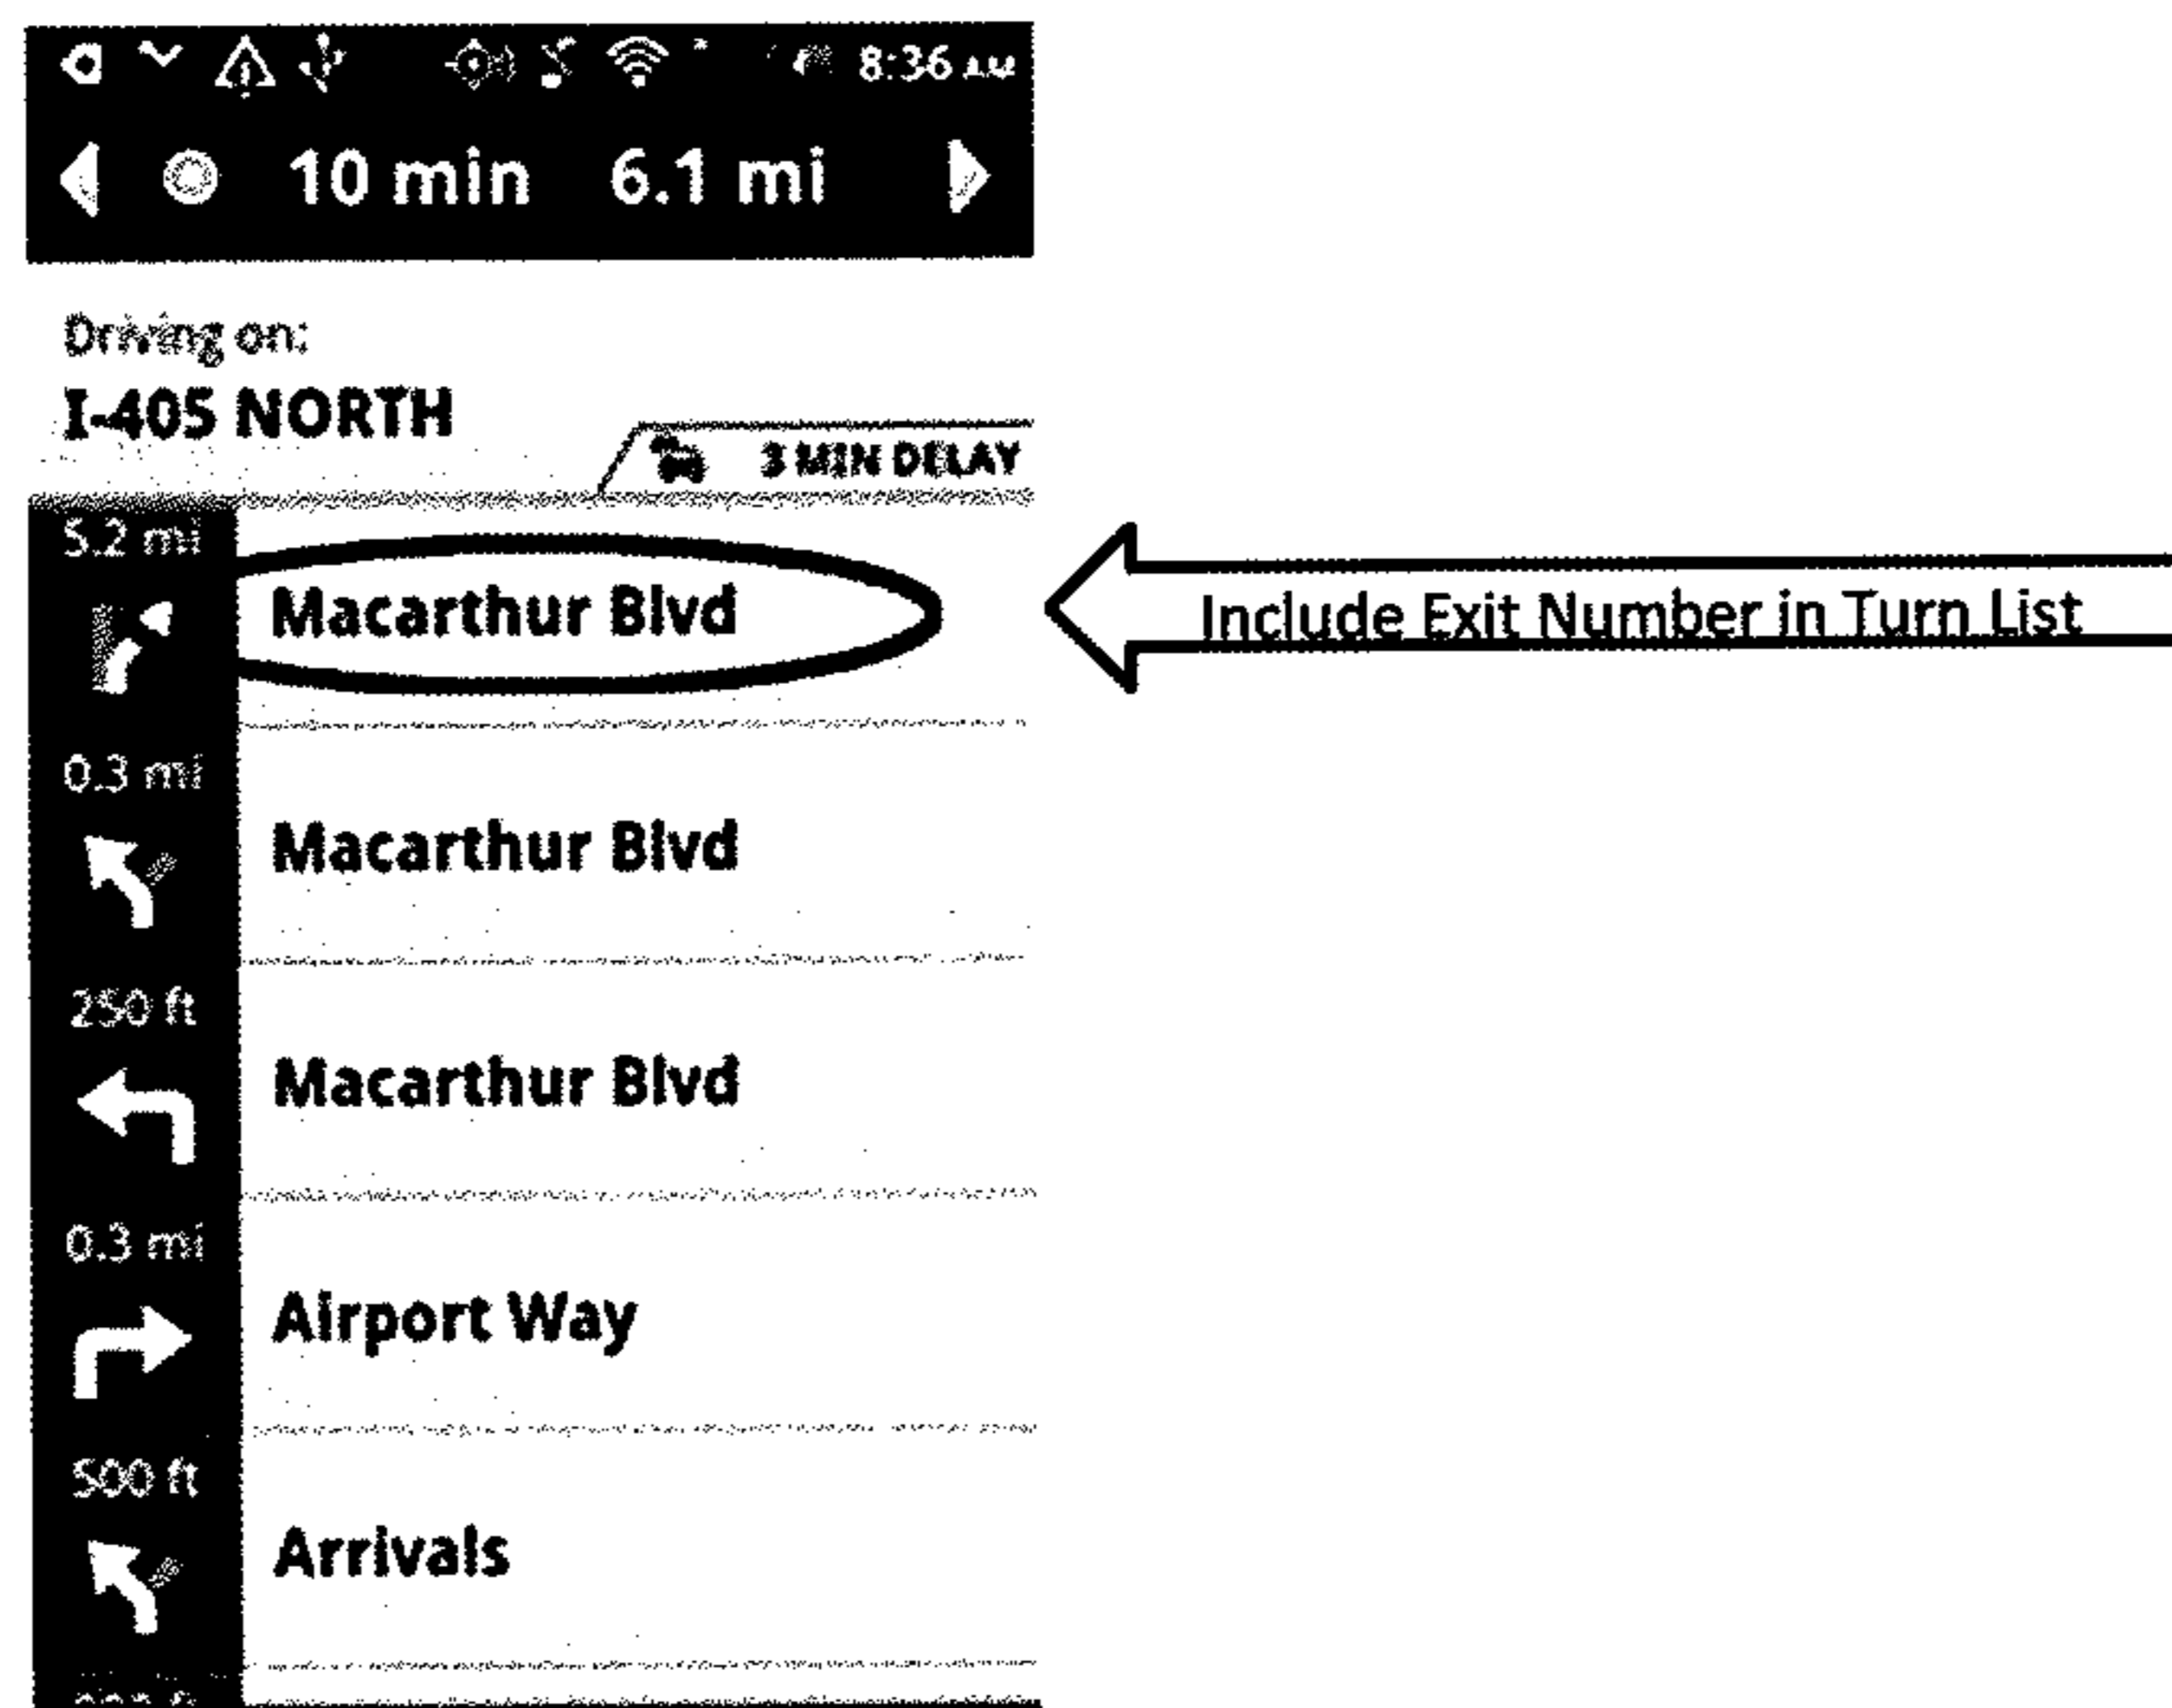 8:36 AM
10 min 6.1 mi
Driving on:
I-405 NORTH
3 MIN DELAY
5.2 mi
Macarthur Blvd
Include Exit Number in Turn List
0.3 mi
Macarthur Blvd
250 ft
Macarthur Blvd
0.3 mi
Airport Way
500 ft
Arrivals